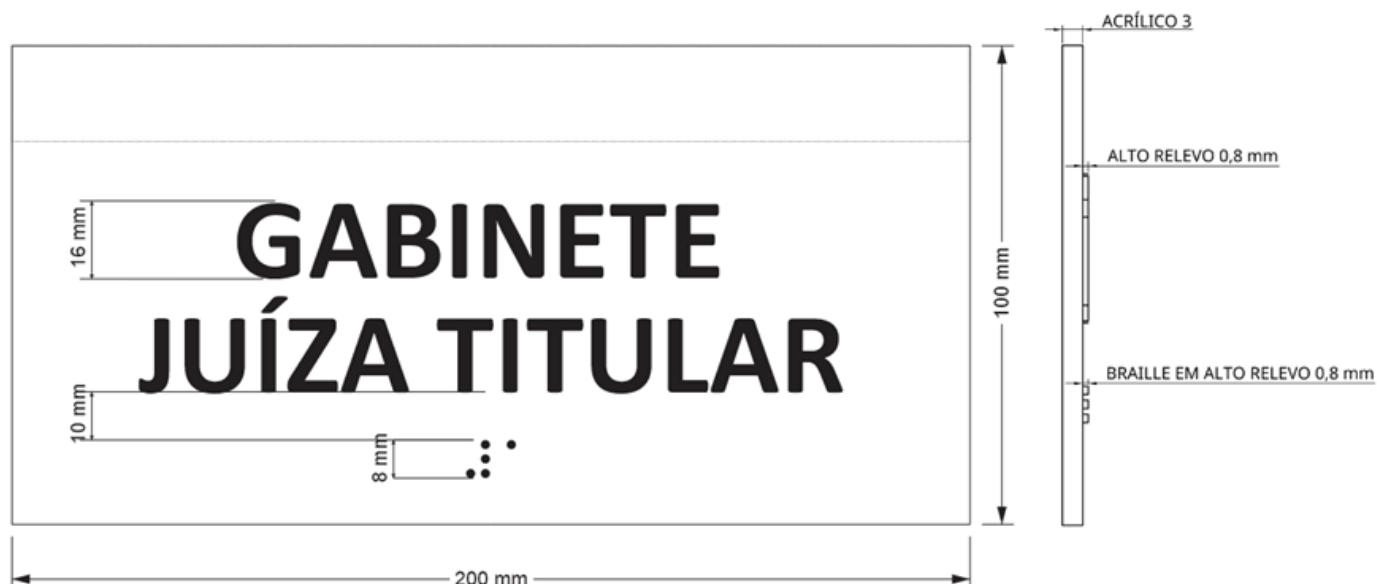 ACRÍLICO 3
ALTO RELEVO 0,8 mm
16 mm
GABINETE
100 mm
JUÍZA TITULAR
BRAILLE EM ALTO RELEVO 0,8 mm
10 mm
8 mm
⠼⠁
200 mm